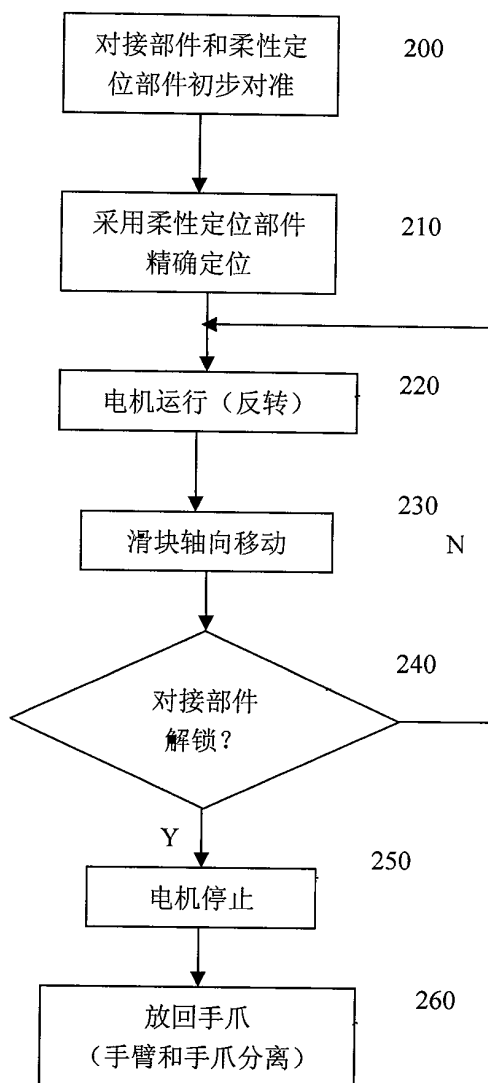 对接部件和柔性定
位部件初步对准
200
采用柔性定位部件
精确定位
210
电机运行（反转）
220
滑块轴向移动
230
N
对接部件
解锁？
240
Y
电机停止
250
放回手爪
（手臂和手爪分离）
260